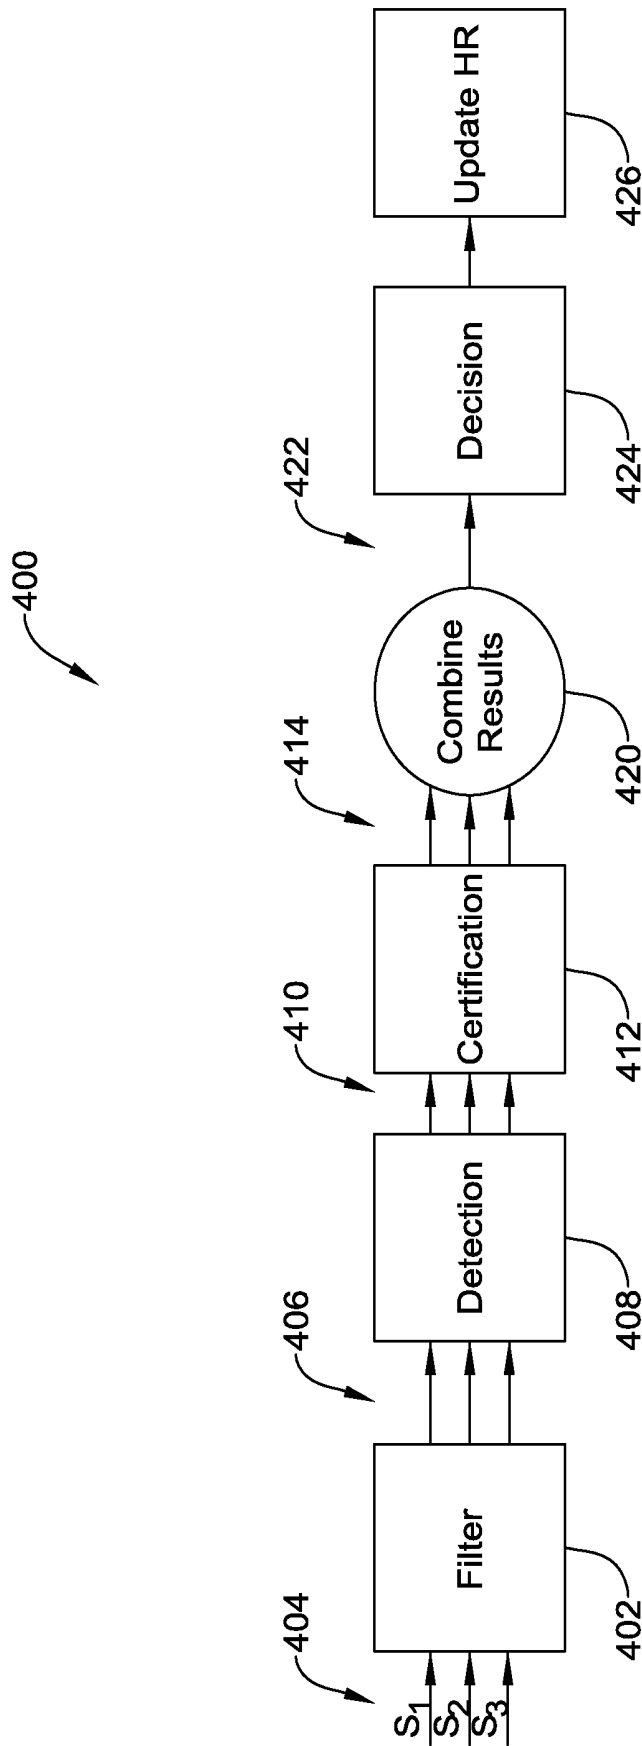 400
404
406
410
414
422
S1
S2
S3
Filter
Detection
Certification
Combine
Results
Decision
Update HR
402
408
412
420
424
426